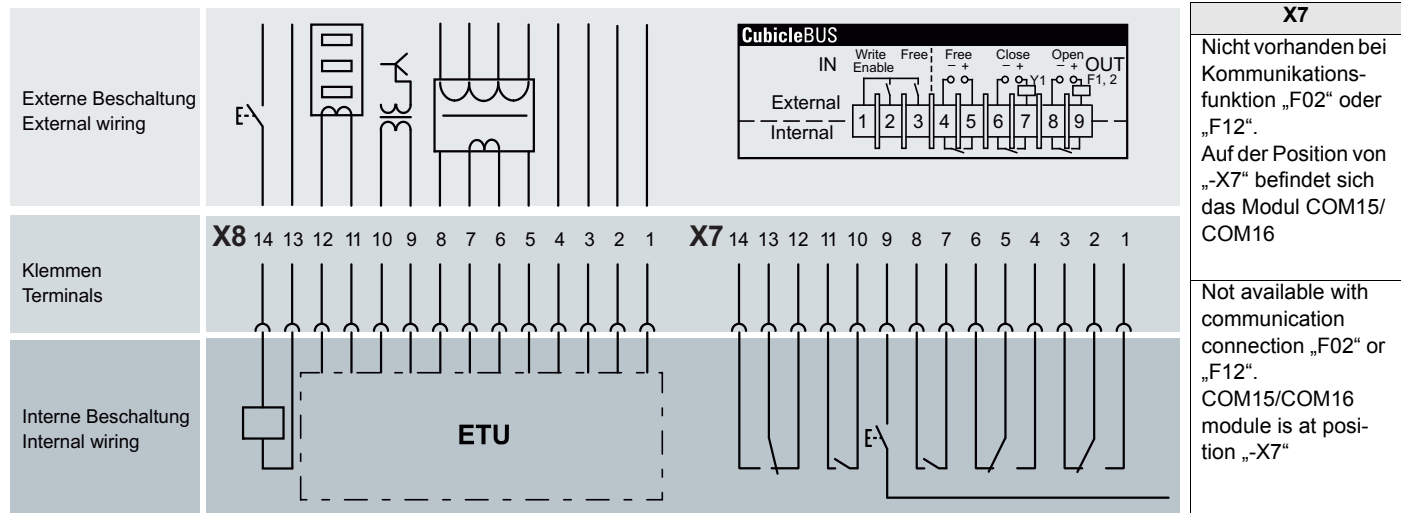 Externe Beschaltung
External wiring
CubicleBUS
IN
Write Enable
Free
Free
Close
Open
OUT
– +
– +
– +
Y1
F1, 2
External
Internal
1 2 3 4 5 6 7 8 9
Klemmen
Terminals
X8 14 13 12 11 10 9 8 7 6 5 4 3 2 1
X7 14 13 12 11 10 9 8 7 6 5 4 3 2 1
Interne Beschaltung
Internal wiring
ETU
X7
Nicht vorhanden bei
Kommunikations-
funktion „F02“ oder
„F12“.
Auf der Position von
„-X7“ befindet sich
das Modul COM15/
COM16
Not available with
communication
connection „F02“ or
„F12“.
COM15/COM16
module is at posi-
tion „-X7“